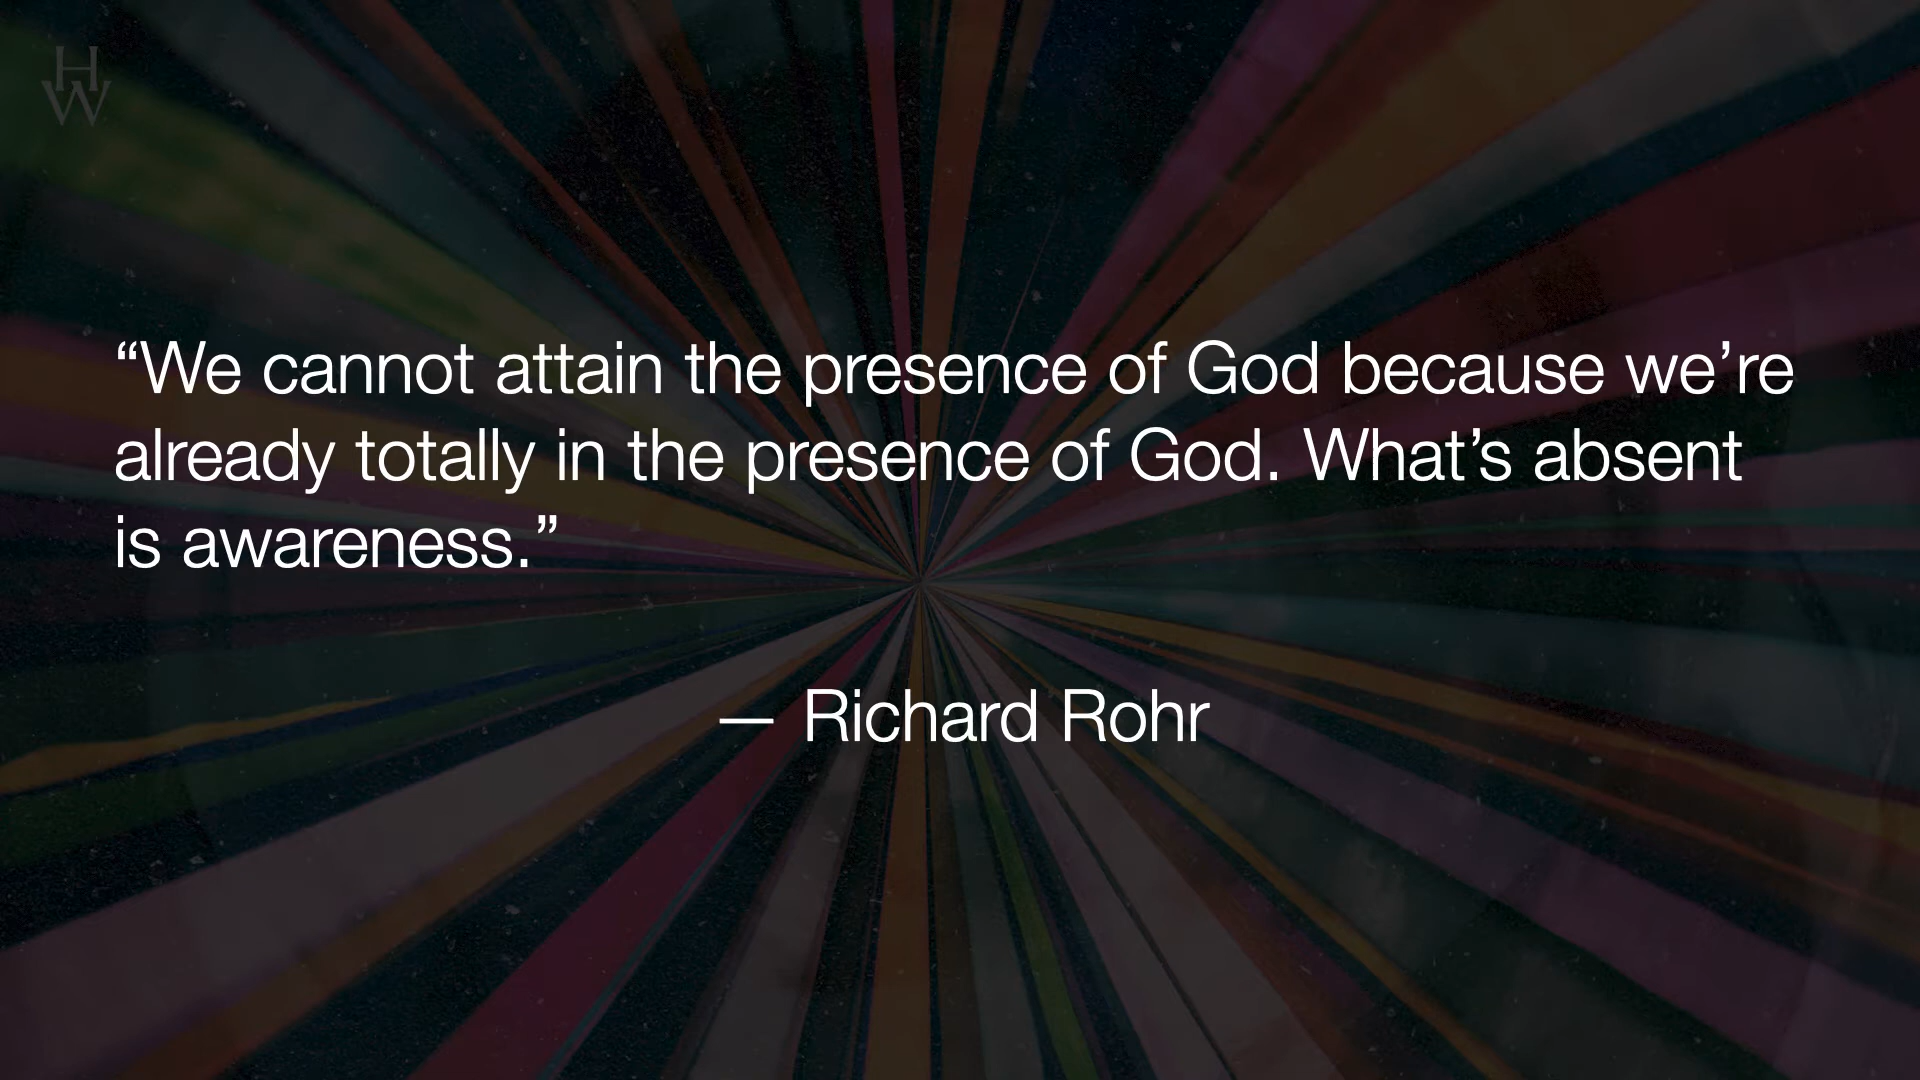 H
W
“We cannot attain the presence of God because we’re
already totally in the presence of God. What’s absent
is awareness.”
— Richard Rohr